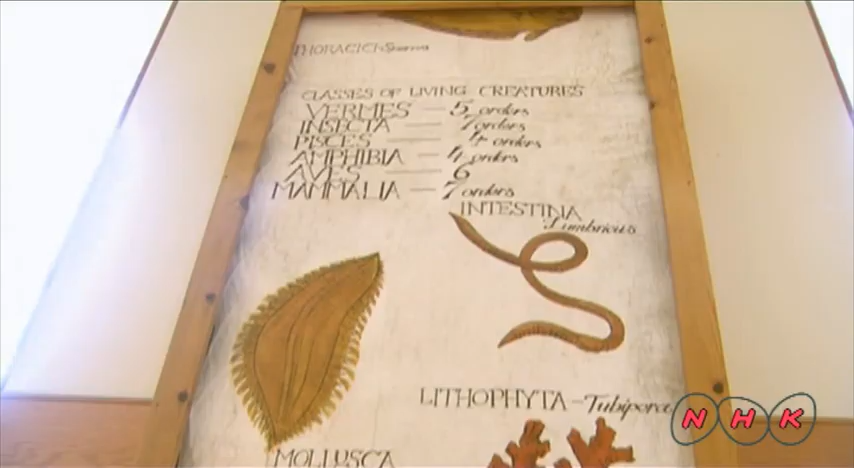 THORACICI-Sparus
CLASSES OF LIVING CREATURES
VERMES — 5 orders
INSECTA — 7 orders
PISCES — 4 orders
AMPHIBIA — 4 orders
AVES — 6
MAMMALIA — 7 orders
INTESTINA
Lumbricus
LITHOPHYTA-Tubipora
MOLLUSCA
NHK